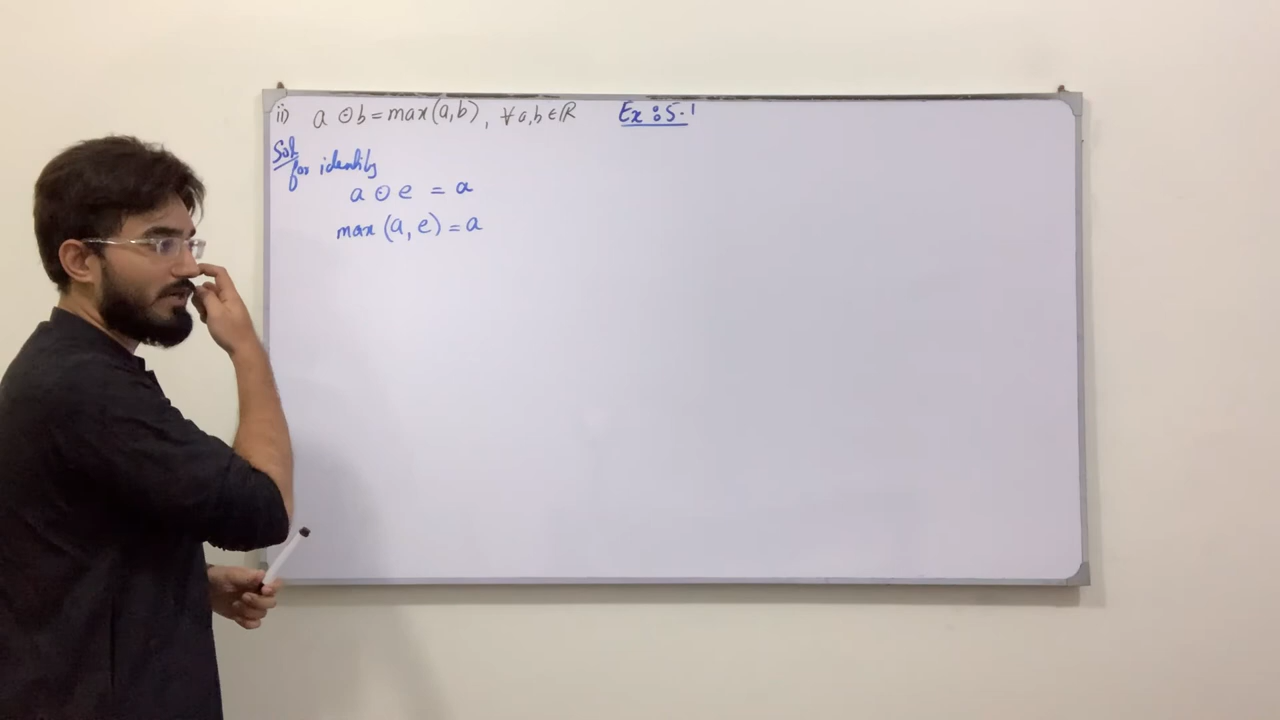 ii) a ⊙ b = max(a,b), ∀ a,b ∈ ℝ Ex : 5.1
Sol
for identity
a ⊙ e = a
max (a, e) = a